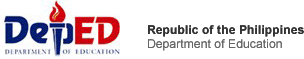 DepED
DEPARTMENT OF EDUCATION
Republic of the Philippines
Department of Education